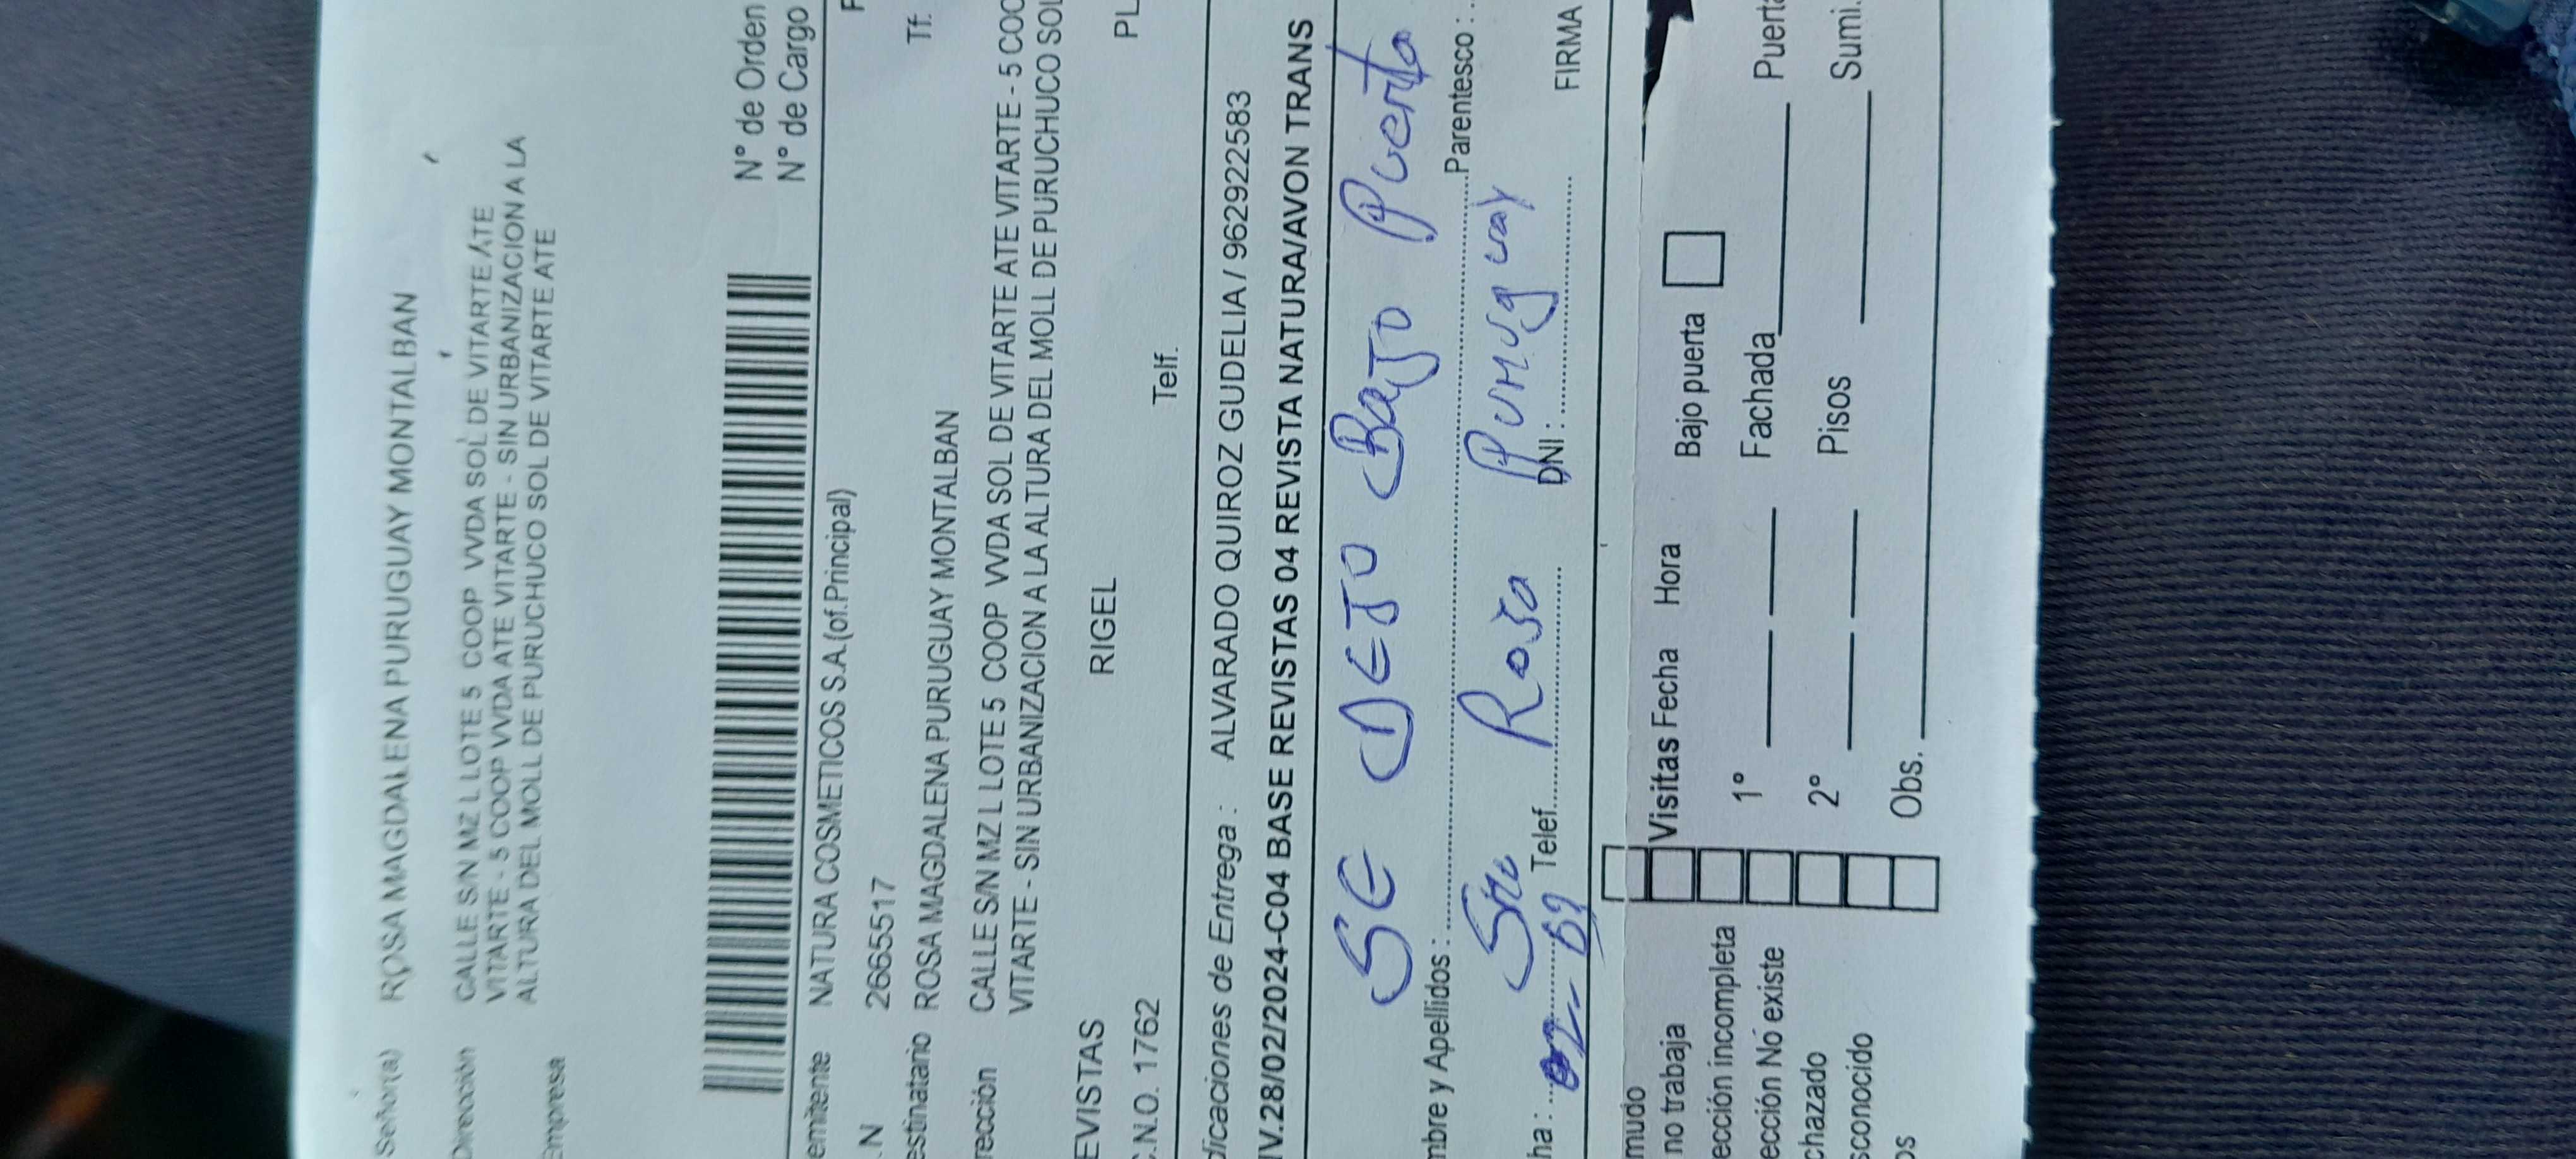 Señor(a) ROSA MAGDALENA PURUGUAY MONTALBAN
Dirección CALLE S/N MZ L LOTE 5 COOP VVDA SOL DE VITARTE ATE
VITARTE - 5 COOP VVDA ATE VITARTE - SIN URBANIZACION A LA
ALTURA DEL MOLL DE PURUCHUCO SOL DE VITARTE ATE
Empresa
N° de Orden
N° de Cargo
emitente NATURA COSMETICOS S.A.(of.Principal)
.N 2665517 Tf.
estinatario ROSA MAGDALENA PURUGUAY MONTALBAN
rección CALLE S/N MZ L LOTE 5 COOP VVDA SOL DE VITARTE ATE VITARTE - 5 COO
VITARTE - SIN URBANIZACION A LA ALTURA DEL MOLL DE PURUCHUCO SOL
EVISTAS RIGEL PL
.N.O. 1762 Telf.
dicaciones de Entrega : ALVARADO QUIROZ GUDELIA / 962922583
IV.28/02/2024-C04 BASE REVISTAS 04 REVISTA NATURA/AVON TRANS
SE DEJO BAJO PUERTA
mbre y Apellidos : Parentesco :
Rosa Puruguay
ha : Telef. DNI : FIRMA
mudo
no trabaja Visitas Fecha Hora Bajo puerta
ección incompleta 1° Fachada Puerta
ección No existe
chazado 2° Pisos Sumi.
sconocido
os Obs.